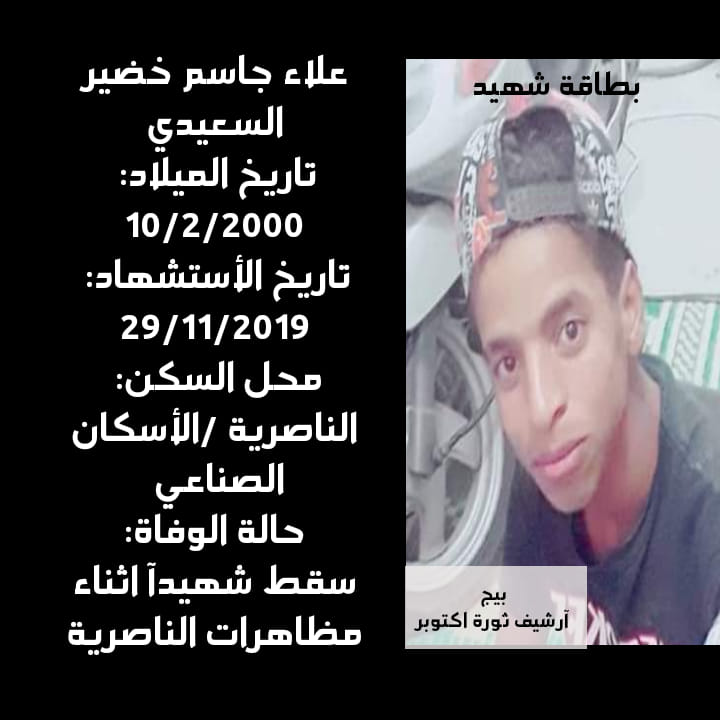 بطاقة شهيد
علاء جاسم خضير
السعيدي
تاريخ الميلاد:
10/2/2000
تاريخ الأستشهاد:
29/11/2019
محل السكن:
الناصرية /الأسكان
الصناعي
حالة الوفاة:
سقط شهيدآ اثناء
مظاهرات الناصرية
بيج
آرشيف ثورة اكتوبر